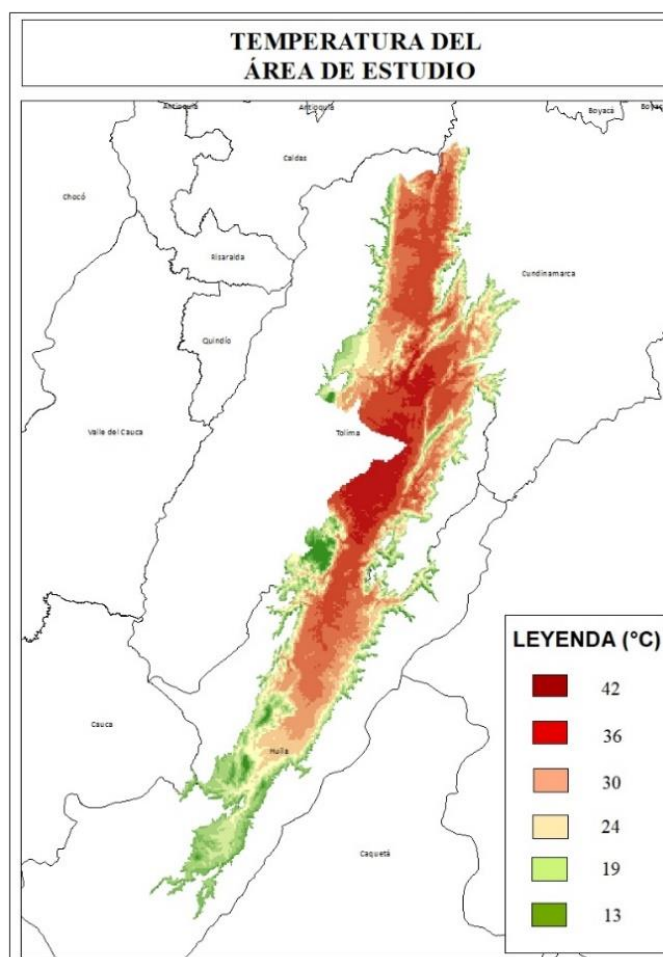 TEMPERATURA DEL
ÁREA DE ESTUDIO
Antioquia
Antioquia
Boyacá
Boyacá
Caldas
Chocó
Risaralda
Cundinamarca
Quindío
Valle del Cauca
Tolima
LEYENDA (°C)
42
36
30
24
19
13
Cauca
Huila
Caquetá